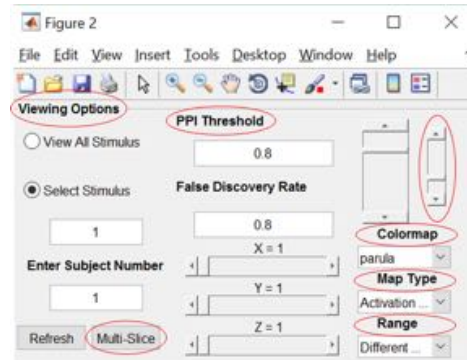 Figure 2
File Edit View Insert Tools Desktop Window Help
Viewing Options
PPI Threshold
View All Stimulus
0.8
Select Stimulus
False Discovery Rate
1
0.8
Colormap
X = 1
parula
Enter Subject Number
Map Type
Y = 1
1
Activation ...
Z = 1
Range
Refresh
Multi-Slice
Different ...